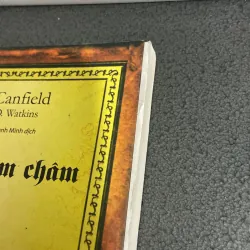 Canfield
D. Watkins
nh Minh dịch
m châm